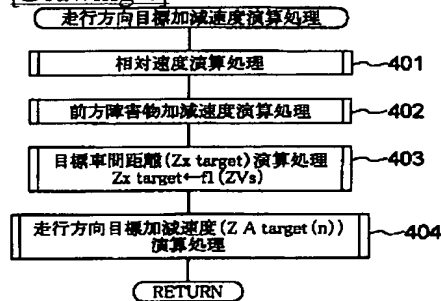 走行方向目標加減速度演算処理
相対速度演算処理
401
前方障害物加減速度演算処理
402
目標車間距離(Zx target)演算処理
Zx target←f1(ZVs)
403
走行方向目標加減速度(Z A target(n))
演算処理
404
RETURN